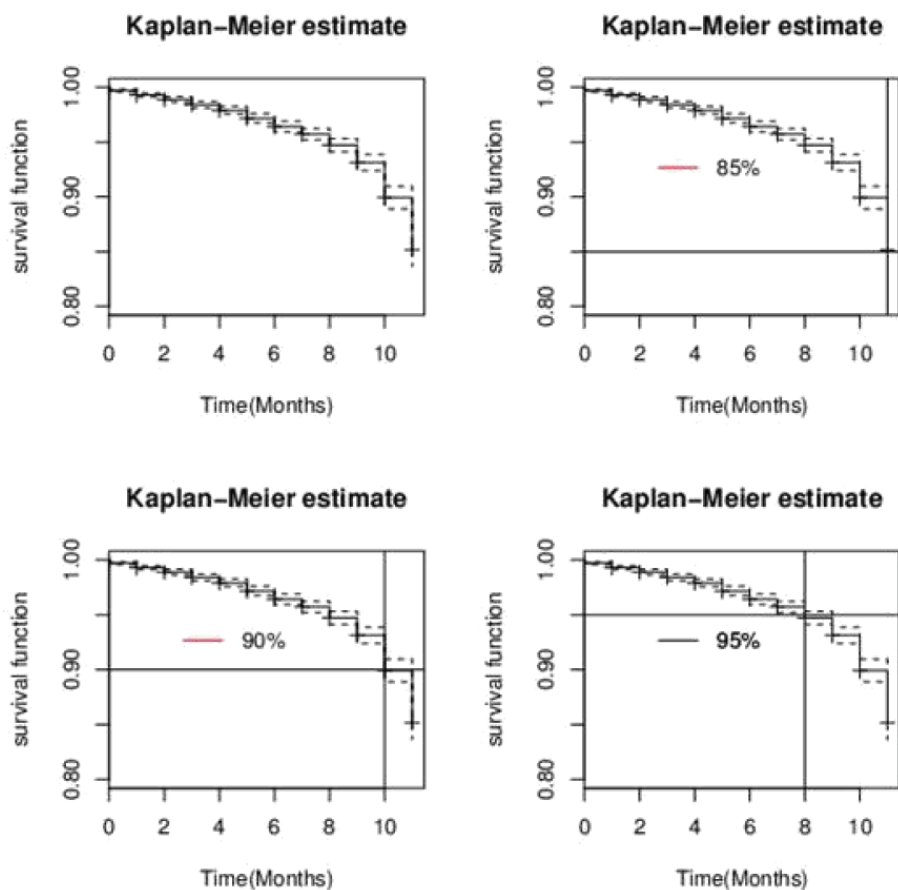 Kaplan−Meier estimate
survival function
1.00
0.90
0.80
85%
0 2 4 6 8 10
Time(Months)
Kaplan−Meier estimate
survival function
1.00
0.90
0.80
0 2 4 6 8 10
Time(Months)
Kaplan−Meier estimate
survival function
1.00
0.90
0.80
90%
0 2 4 6 8 10
Time(Months)
Kaplan−Meier estimate
survival function
1.00
0.90
0.80
95%
0 2 4 6 8 10
Time(Months)